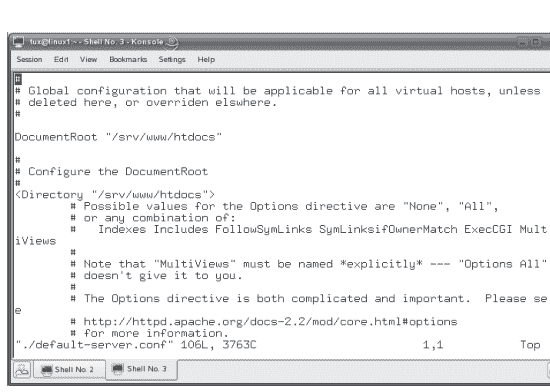 tux@linux1:~ - Shell No. 3 - Konsole
Session Edit View Bookmarks Settings Help
#
# Global configuration that will be applicable for all virtual hosts, unless
# deleted here, or overriden elswhere.
#
DocumentRoot "/srv/www/htdocs"
#
# Configure the DocumentRoot
#
<Directory "/srv/www/htdocs">
# Possible values for the Options directive are "None", "All",
# or any combination of:
# Indexes Includes FollowSymLinks SymLinksifOwnerMatch ExecCGI Mult
iViews
#
# Note that "MultiViews" must be named *explicitly* --- "Options All"
# doesn't give it to you.
#
# The Options directive is both complicated and important. Please se
e
# http://httpd.apache.org/docs-2.2/mod/core.html#options
# for more information.
"./default-server.conf" 106L, 3763C 1,1 Top
Shell No. 2 Shell No. 3